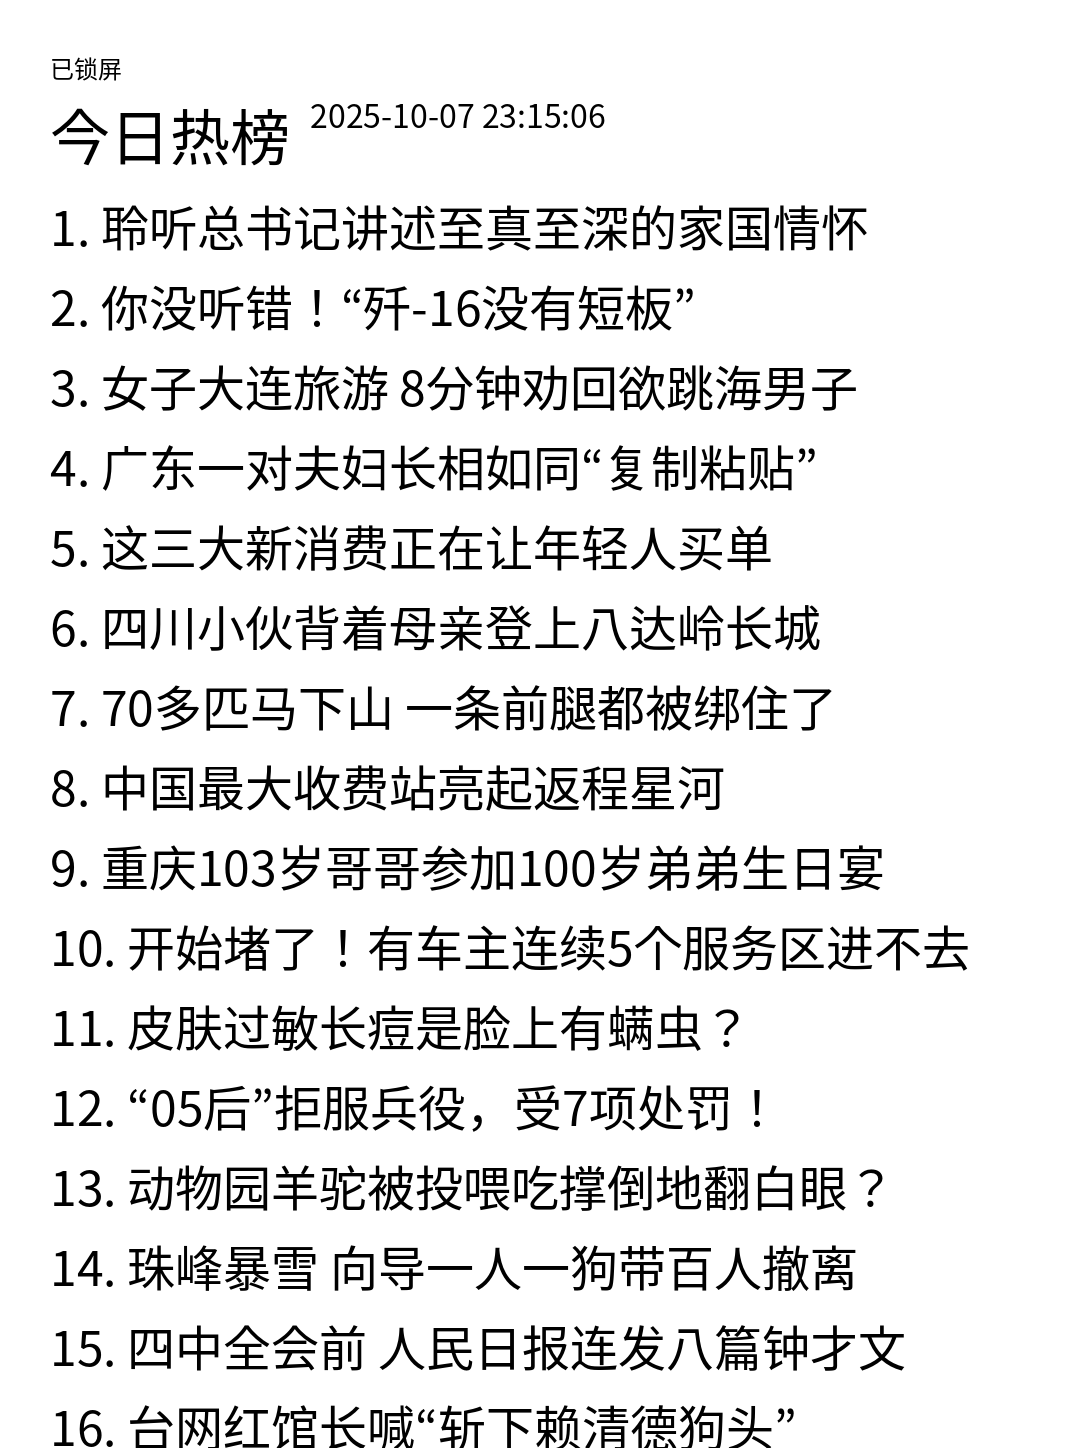 已锁屏
今日热榜 2025-10-07 23:15:06
1. 聆听总书记讲述至真至深的家国情怀
2. 你没听错！“歼-16没有短板”
3. 女子大连旅游 8分钟劝回欲跳海男子
4. 广东一对夫妇长相如同“复制粘贴”
5. 这三大新消费正在让年轻人买单
6. 四川小伙背着母亲登上八达岭长城
7. 70多匹马下山 一条前腿都被绑住了
8. 中国最大收费站亮起返程星河
9. 重庆103岁哥哥参加100岁弟弟生日宴
10. 开始堵了！有车主连续5个服务区进不去
11. 皮肤过敏长痘是脸上有螨虫？
12. “05后”拒服兵役，受7项处罚！
13. 动物园羊驼被投喂吃撑倒地翻白眼？
14. 珠峰暴雪 向导一人一狗带百人撤离
15. 四中全会前 人民日报连发八篇钟才文
16. 台网红馆长喊“斩下赖清德狗头”